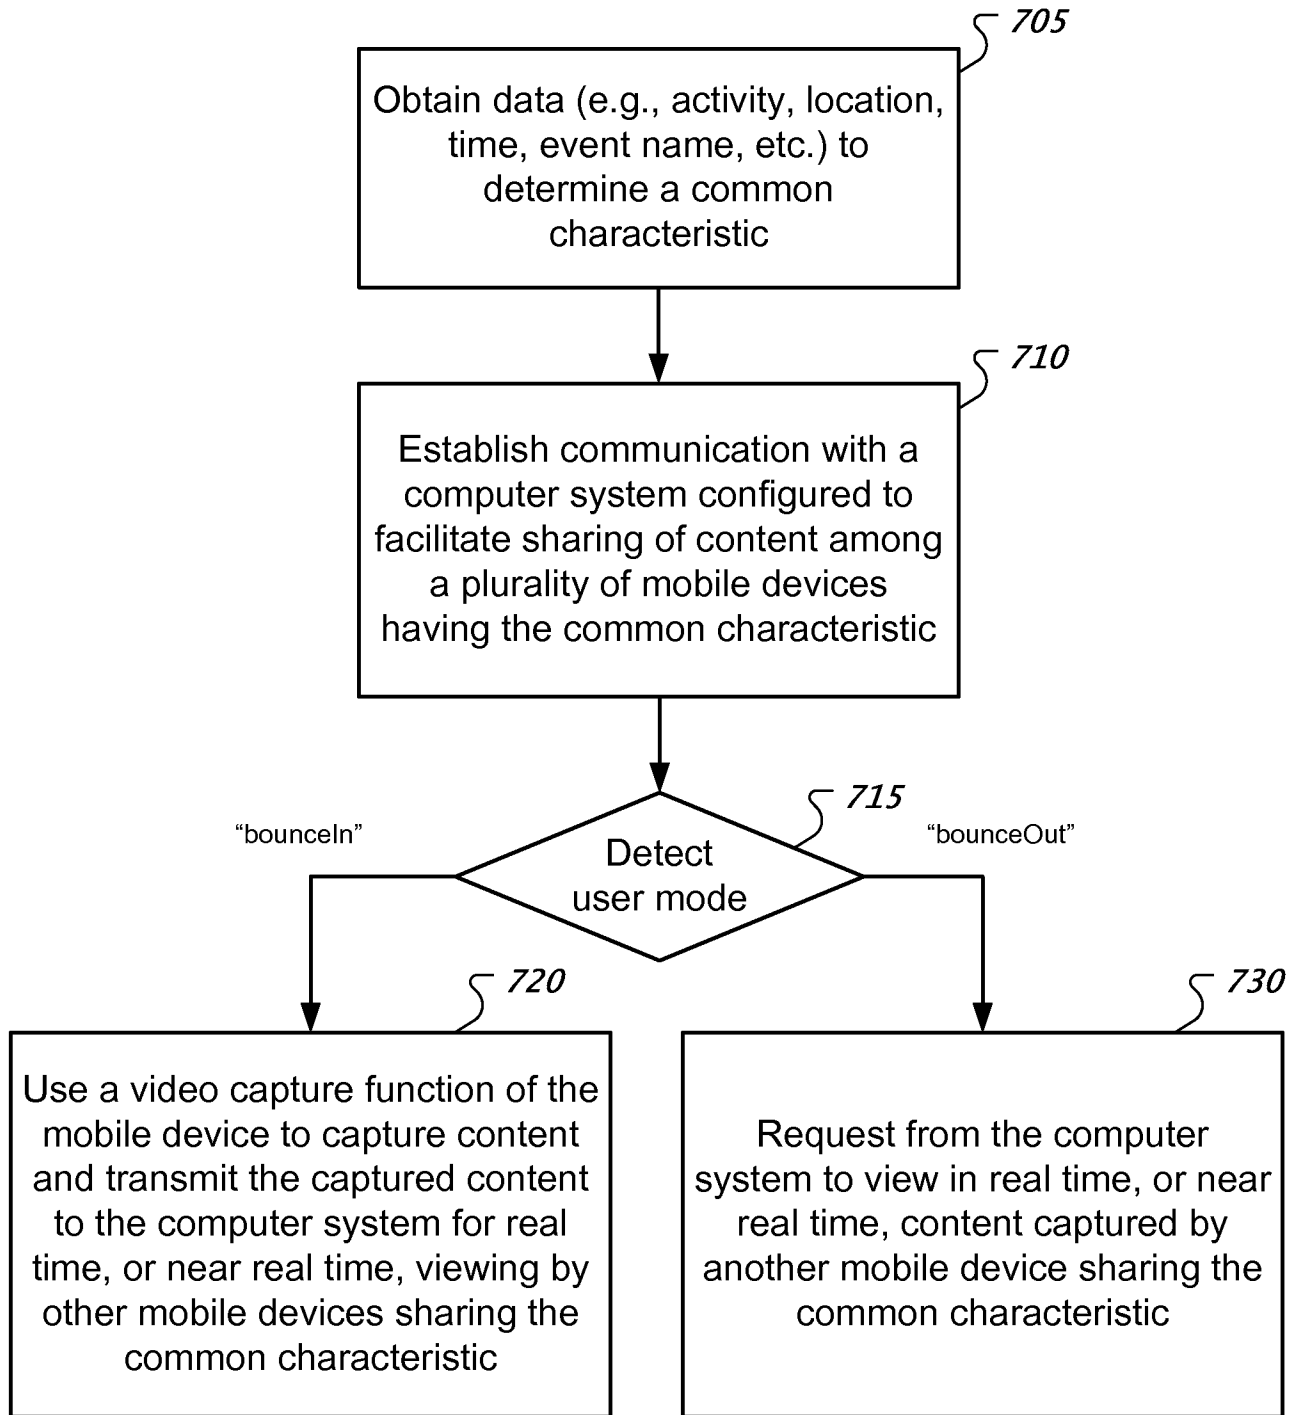 705
Obtain data (e.g., activity, location,
time, event name, etc.) to
determine a common
characteristic
710
Establish communication with a
computer system configured to
facilitate sharing of content among
a plurality of mobile devices
having the common characteristic
715
“bounceIn”
“bounceOut”
Detect
user mode
720
Use a video capture function of the
mobile device to capture content
and transmit the captured content
to the computer system for real
time, or near real time, viewing by
other mobile devices sharing the
common characteristic
730
Request from the computer
system to view in real time, or near
real time, content captured by
another mobile device sharing the
common characteristic